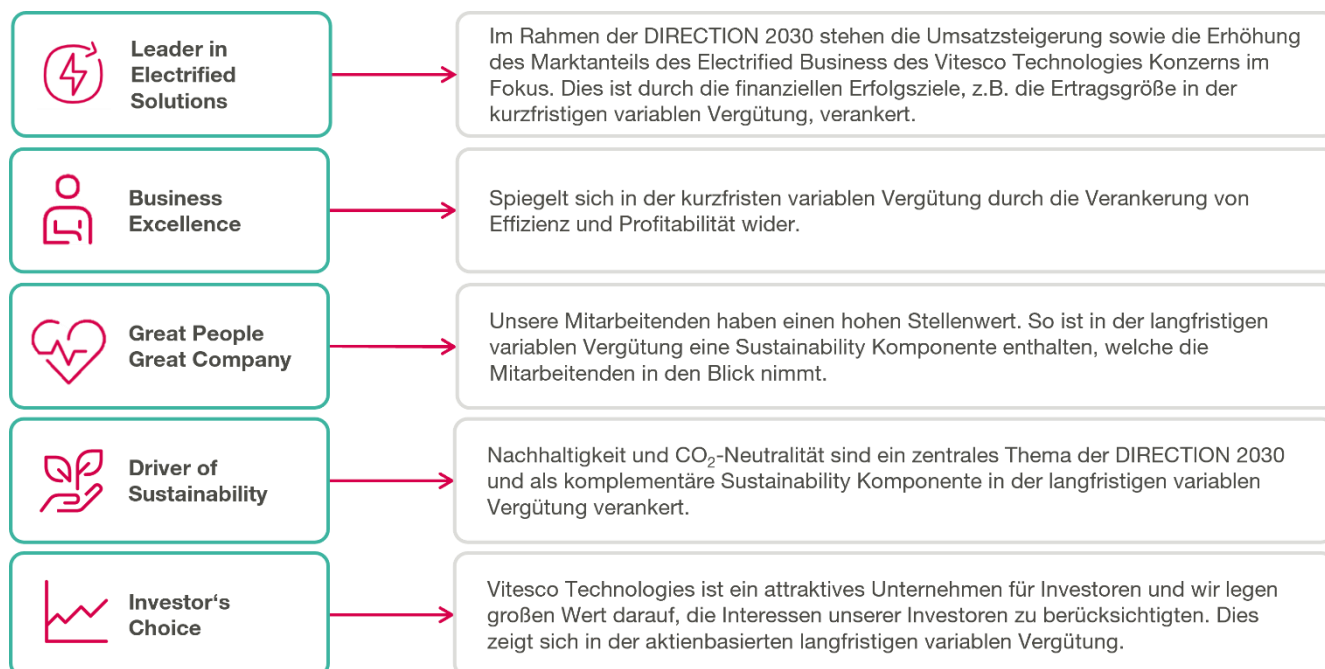 Leader in
Electrified
Solutions
Im Rahmen der DIRECTION 2030 stehen die Umsatzsteigerung sowie die Erhöhung
des Marktanteils des Electrified Business des Vitesco Technologies Konzerns im
Fokus. Dies ist durch die finanziellen Erfolgsziele, z.B. die Ertragsgröße in der
kurzfristigen variablen Vergütung, verankert.
Business
Excellence
Spiegelt sich in der kurzfristen variablen Vergütung durch die Verankerung von
Effizienz und Profitabilität wider.
Great People
Great Company
Unsere Mitarbeitenden haben einen hohen Stellenwert. So ist in der langfristigen
variablen Vergütung eine Sustainability Komponente enthalten, welche die
Mitarbeitenden in den Blick nimmt.
Driver of
Sustainability
Nachhaltigkeit und CO₂-Neutralität sind ein zentrales Thema der DIRECTION 2030
und als komplementäre Sustainability Komponente in der langfristigen variablen
Vergütung verankert.
Investor‘s
Choice
Vitesco Technologies ist ein attraktives Unternehmen für Investoren und wir legen
großen Wert darauf, die Interessen unserer Investoren zu berücksichtigten. Dies
zeigt sich in der aktienbasierten langfristigen variablen Vergütung.